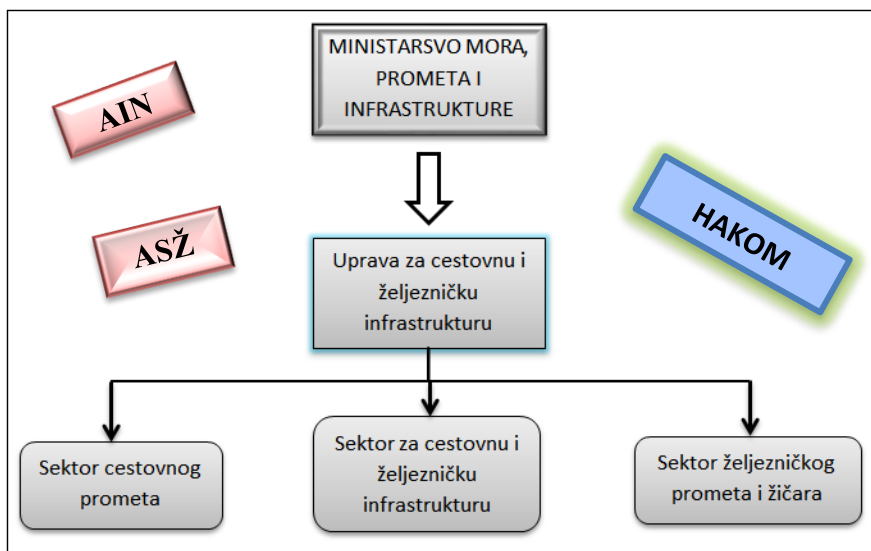 MINISTARSVO MORA,
PROMETA I
INFRASTRUKTURE
AIN
HAKOM
ASŽ
Uprava za cestovnu i
željezničku
infrastrukturu
Sektor cestovnog
prometa
Sektor za cestovnu i
željezničku
infrastrukturu
Sektor željezničkog
prometa i žičara